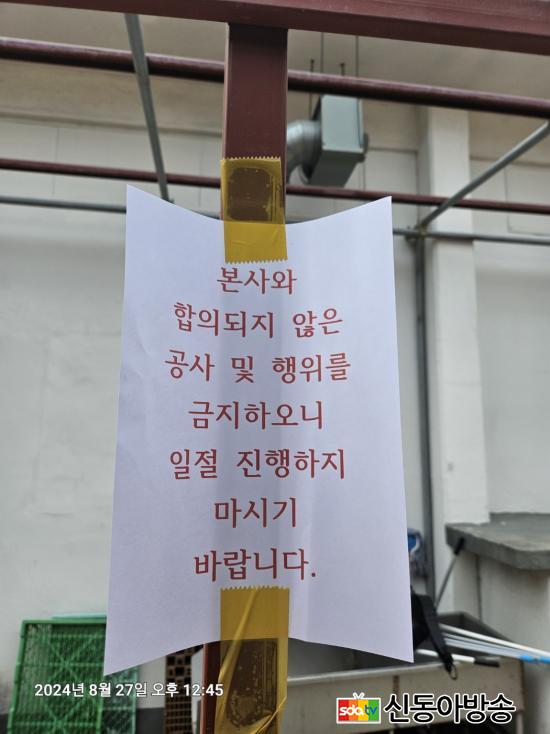 본사와
합의되지 않은
공사 및 행위를
금지하오니
일절 진행하지
마시기
바랍니다.
2024년 8월 27일 오후 12:45
sda tv 신동아방송